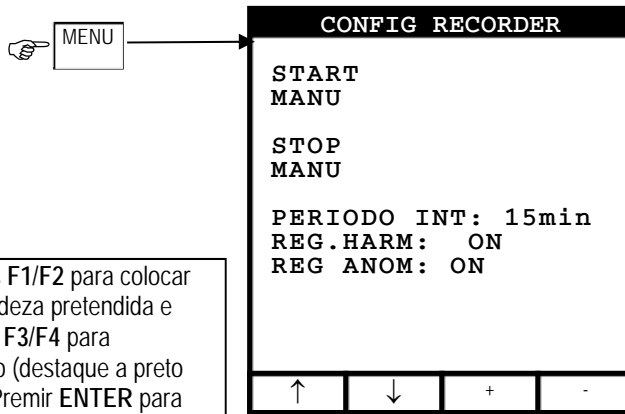 MENU
CONFIG RECORDER
START
MANU
STOP
MANU
PERIODO INT: 15min
REG.HARM: ON
REG ANOM: ON
↑ ↓ + -
F1/F2 para colocar
deza pretendida e
F3/F4 para
o (destaque a preto
Premir ENTER para